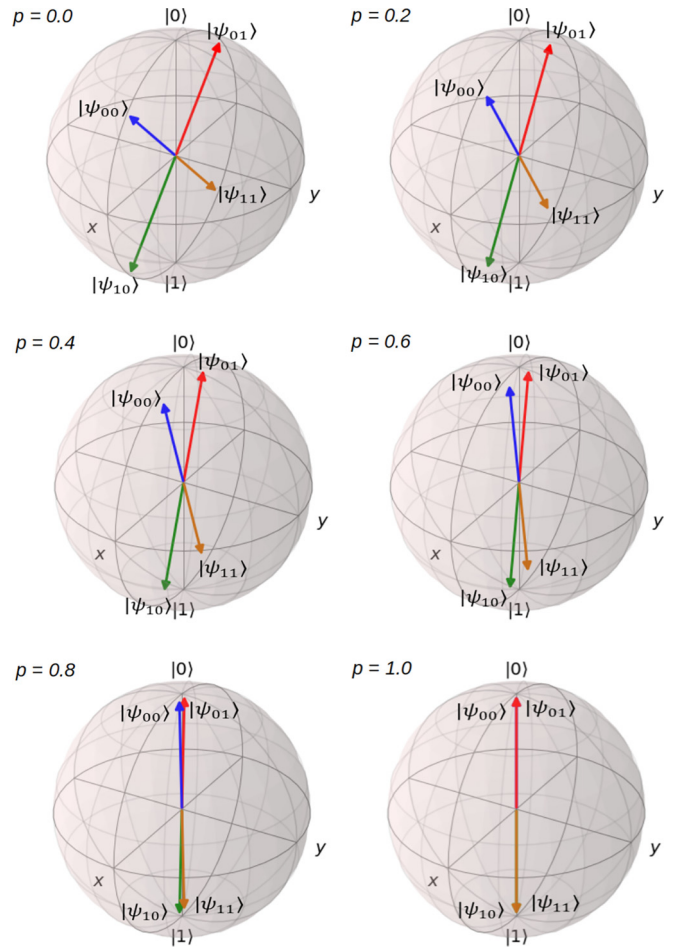 p = 0.0
|0⟩
|ψ₀₁⟩
|ψ₀₀⟩
|ψ₁₁⟩
y
x
|ψ₁₀⟩
|1⟩
p = 0.2
|0⟩
|ψ₀₁⟩
|ψ₀₀⟩
y
|ψ₁₁⟩
x
|ψ₁₀⟩
|1⟩
p = 0.4
|0⟩
|ψ₀₁⟩
|ψ₀₀⟩
y
x
|ψ₁₁⟩
|ψ₁₀⟩
|1⟩
p = 0.6
|0⟩
|ψ₀₁⟩
|ψ₀₀⟩
y
x
|ψ₁₁⟩
|ψ₁₀⟩
|1⟩
p = 0.8
|0⟩
|ψ₀₀⟩
|ψ₀₁⟩
y
x
|ψ₁₀⟩
|ψ₁₁⟩
|1⟩
p = 1.0
|0⟩
|ψ₀₀⟩
|ψ₀₁⟩
y
x
|ψ₁₀⟩
|ψ₁₁⟩
|1⟩